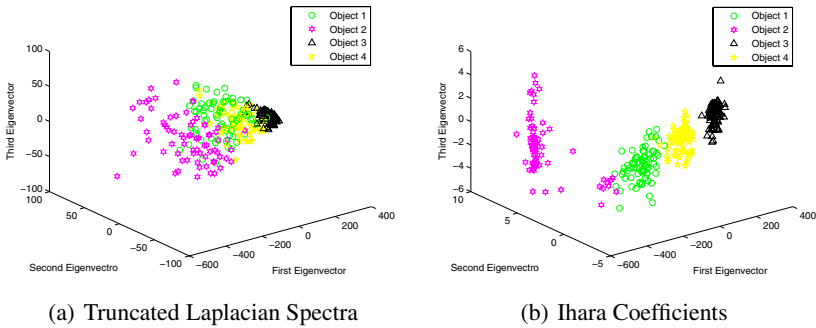 Object 1
Object 2
Object 3
Object 4
100
50
0
−50
−100
Third Eigenvector
100
50
0
−50
−100
Second Eigenvectro
−600
−400
−200
0
200
400
First Eigenvector
(a) Truncated Laplacian Spectra
Object 1
Object 2
Object 3
Object 4
6
4
2
0
−2
−4
−6
Third Eigenvector
10
5
0
−5
Second Eigenvector
−600
−400
−200
0
200
400
First Eigenvector
(b) Ihara Coefficients